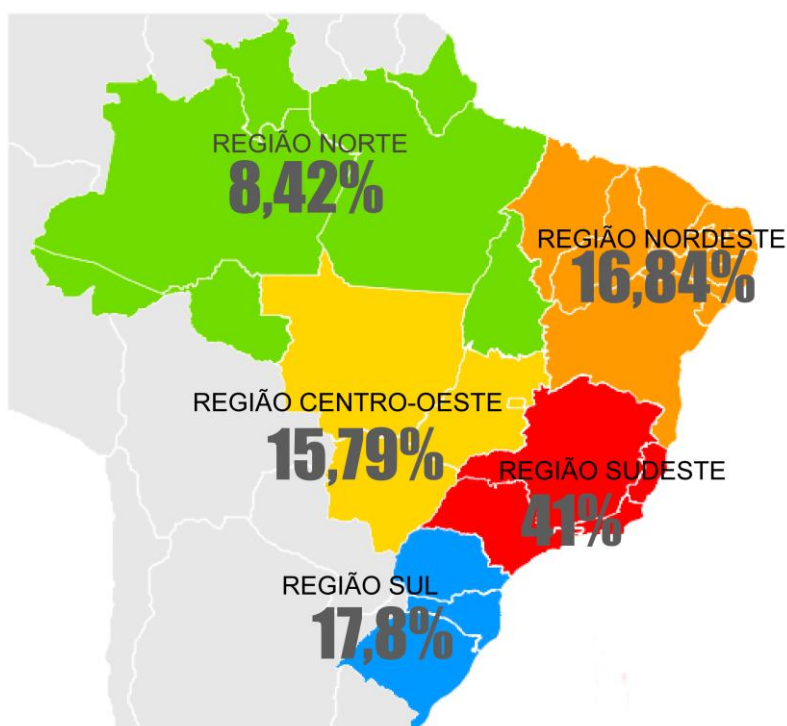 REGIÃO NORTE
8,42%
REGIÃO NORDESTE
16,84%
REGIÃO CENTRO-OESTE
15,79%
REGIÃO SUDESTE
41%
REGIÃO SUL
17,8%